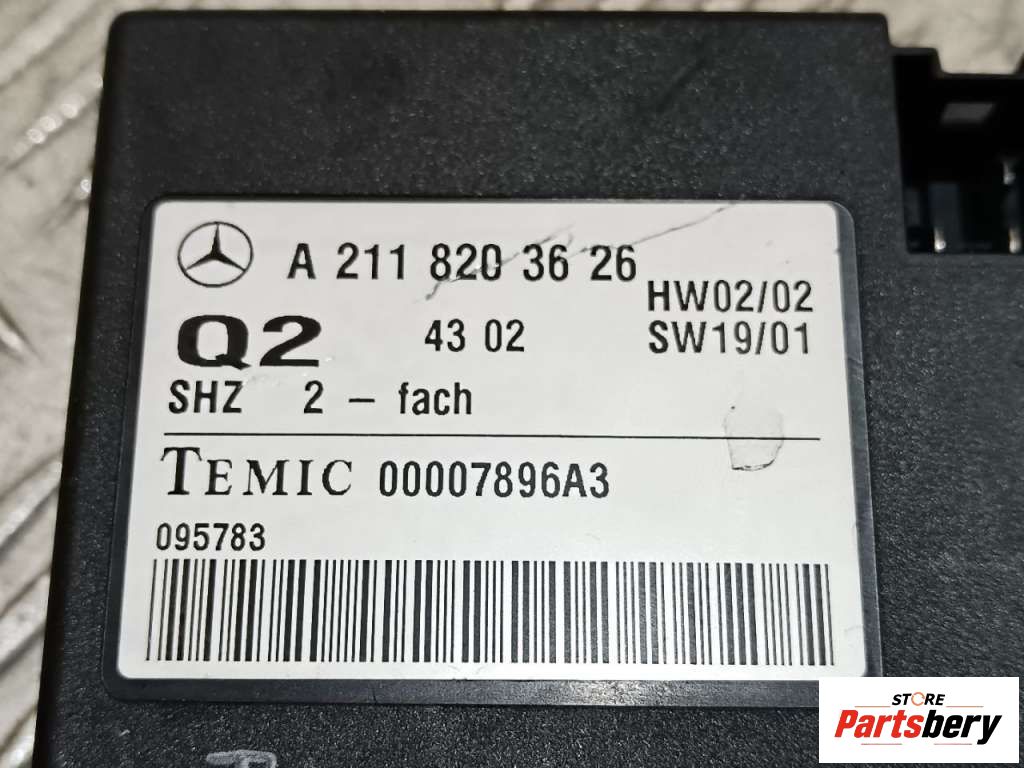 A 211 820 36 26
HW02/02
Q2 43 02 SW19/01
SHZ 2 - fach
TEMIC 00007896A3
095783
STORE
Partsbery